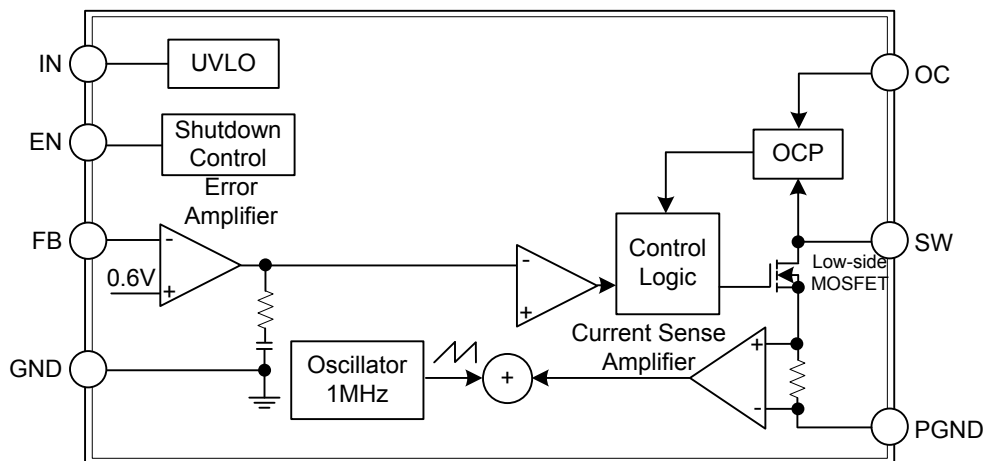 IN
UVLO
OC
EN
Shutdown
Control
OCP
Error
Amplifier
FB
-
0.6V
+
-
+
Control
Logic
SW
Low-side
MOSFET
Current Sense
Amplifier
+
-
GND
Oscillator
1MHz
+
PGND